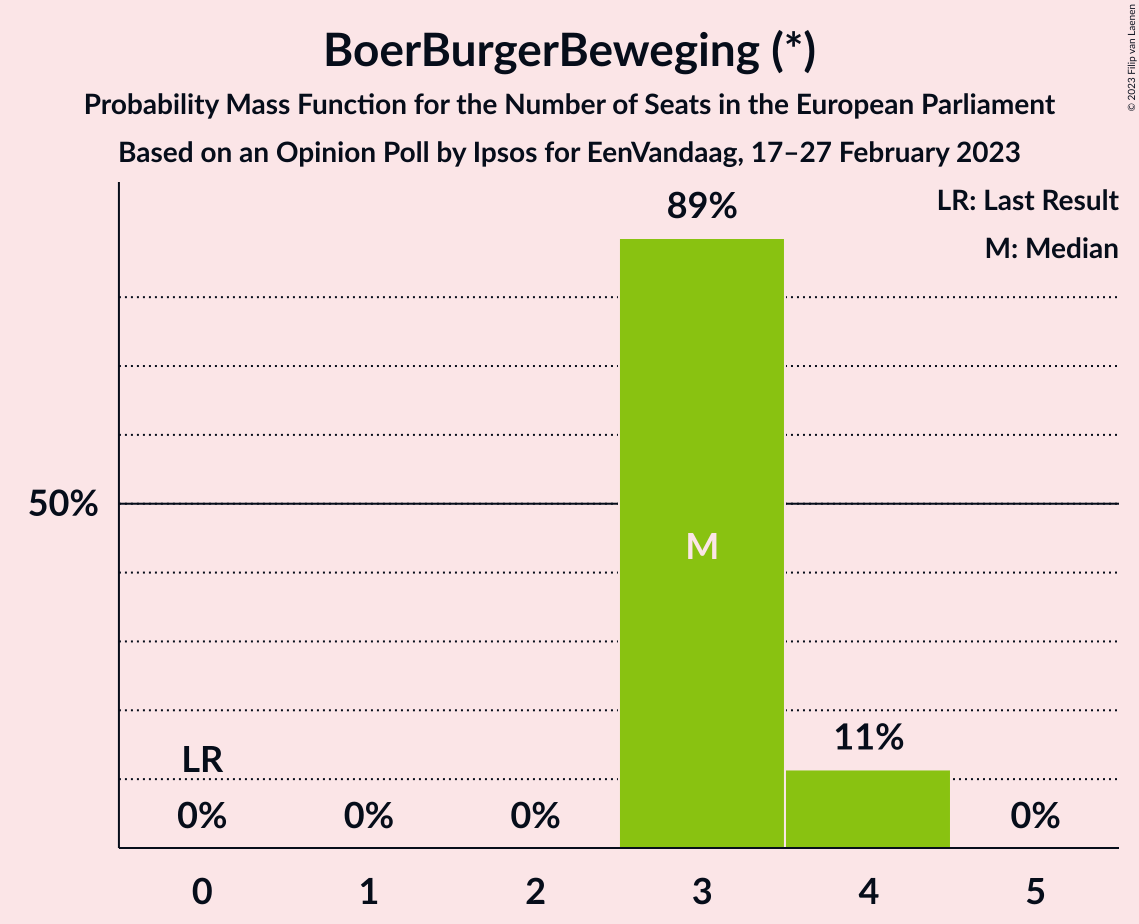 BoerBurgerBeweging (*)
Probability Mass Function for the Number of Seats in the European Parliament
Based on an Opinion Poll by Ipsos for EenVandaag, 17–27 February 2023
© 2023 Filip van Laenen
LR: Last Result
M: Median
89%
50%
M
11%
LR
0% 0% 0% 0%
0 1 2 3 4 5